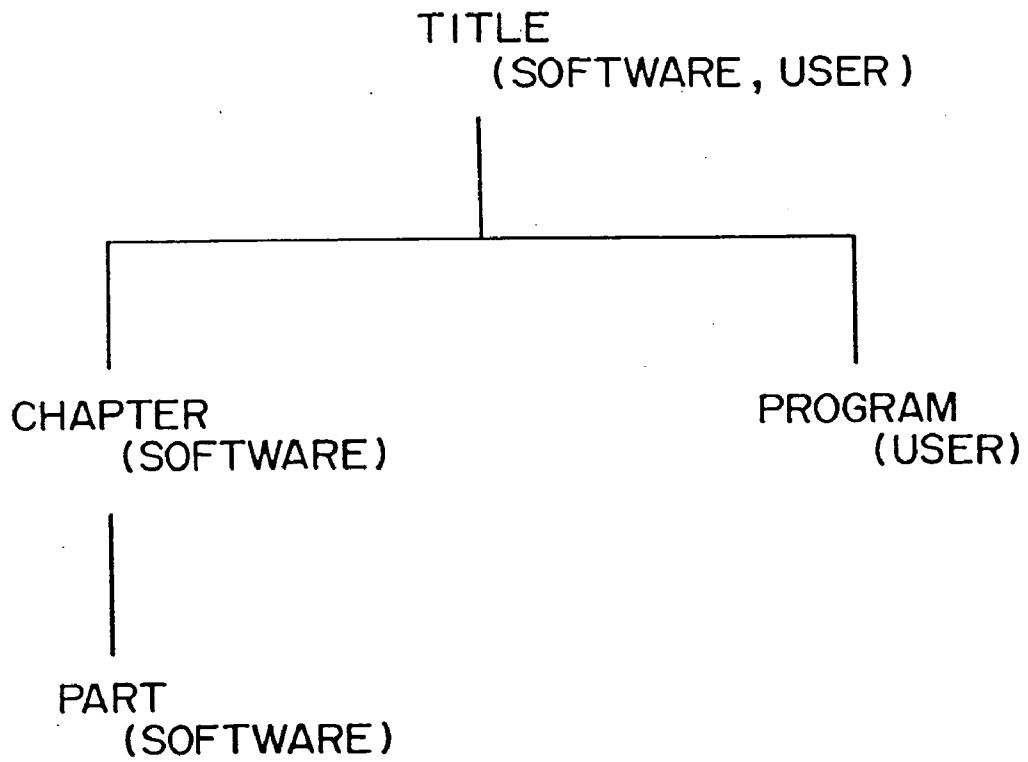 TITLE
(SOFTWARE, USER)
CHAPTER
(SOFTWARE)
PROGRAM
(USER)
PART
(SOFTWARE)